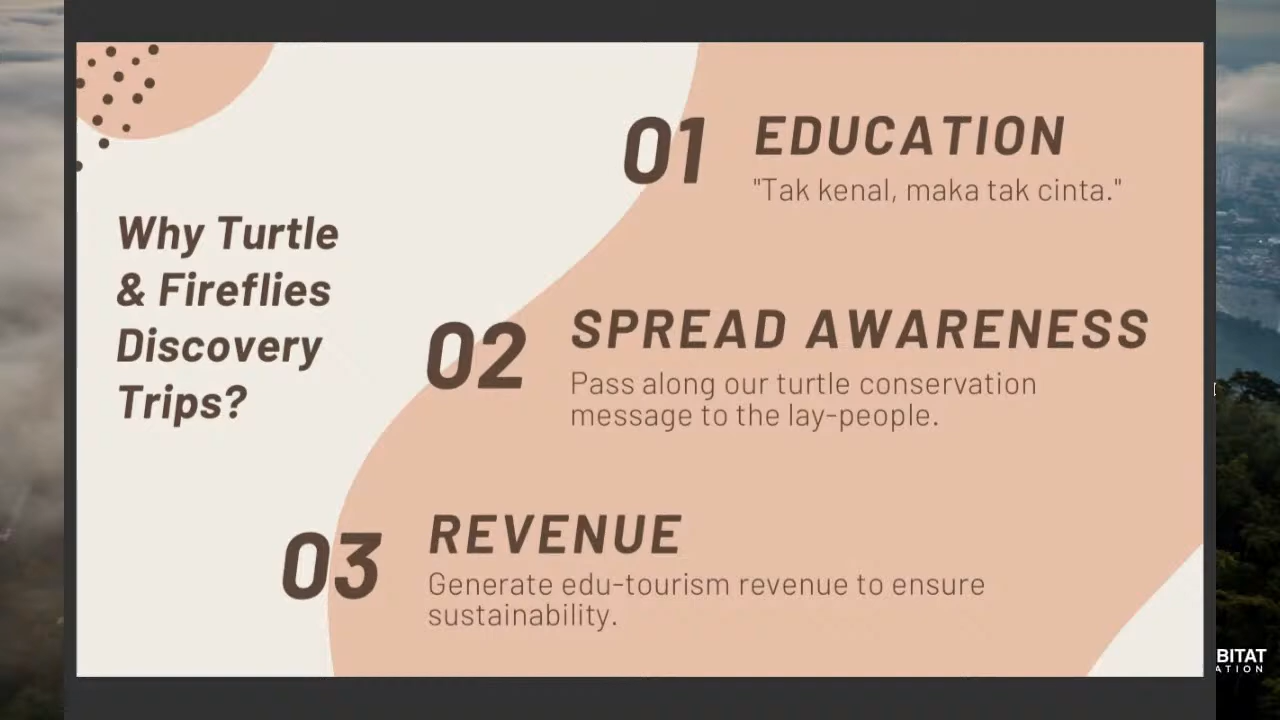 Why Turtle
& Fireflies
Discovery
Trips?
01 EDUCATION
"Tak kenal, maka tak cinta."
02 SPREAD AWARENESS
Pass along our turtle conservation
message to the lay-people.
03 REVENUE
Generate edu-tourism revenue to ensure
sustainability.
BITAT
ATION